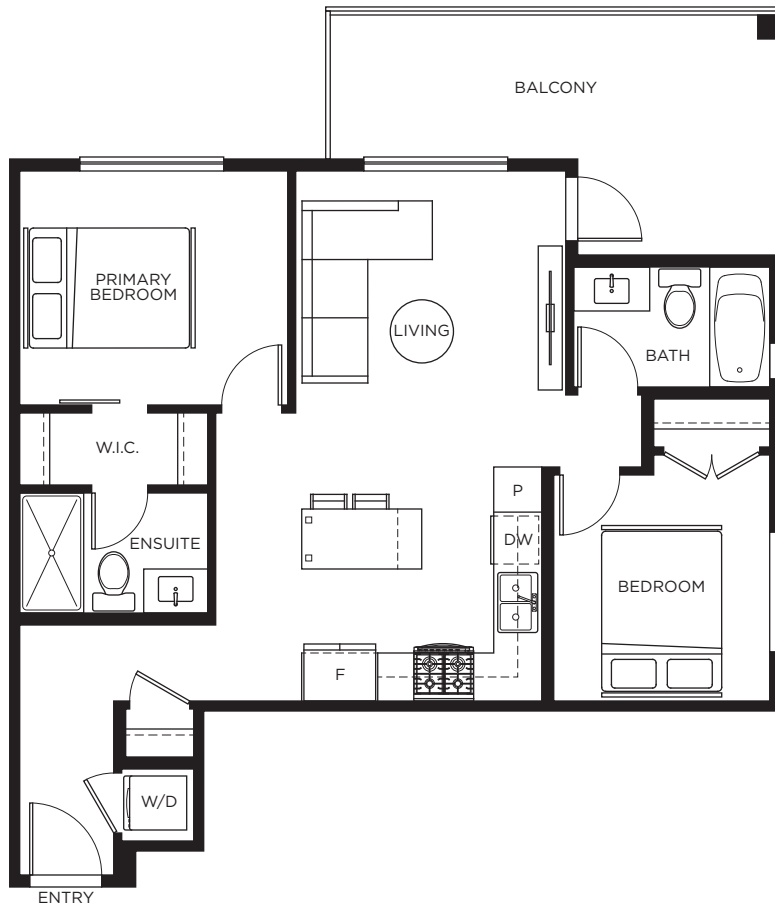 BALCONY
PRIMARY
BEDROOM
LIVING
BATH
W.I.C.
P
ENSUITE
DW
BEDROOM
F
W/D
ENTRY